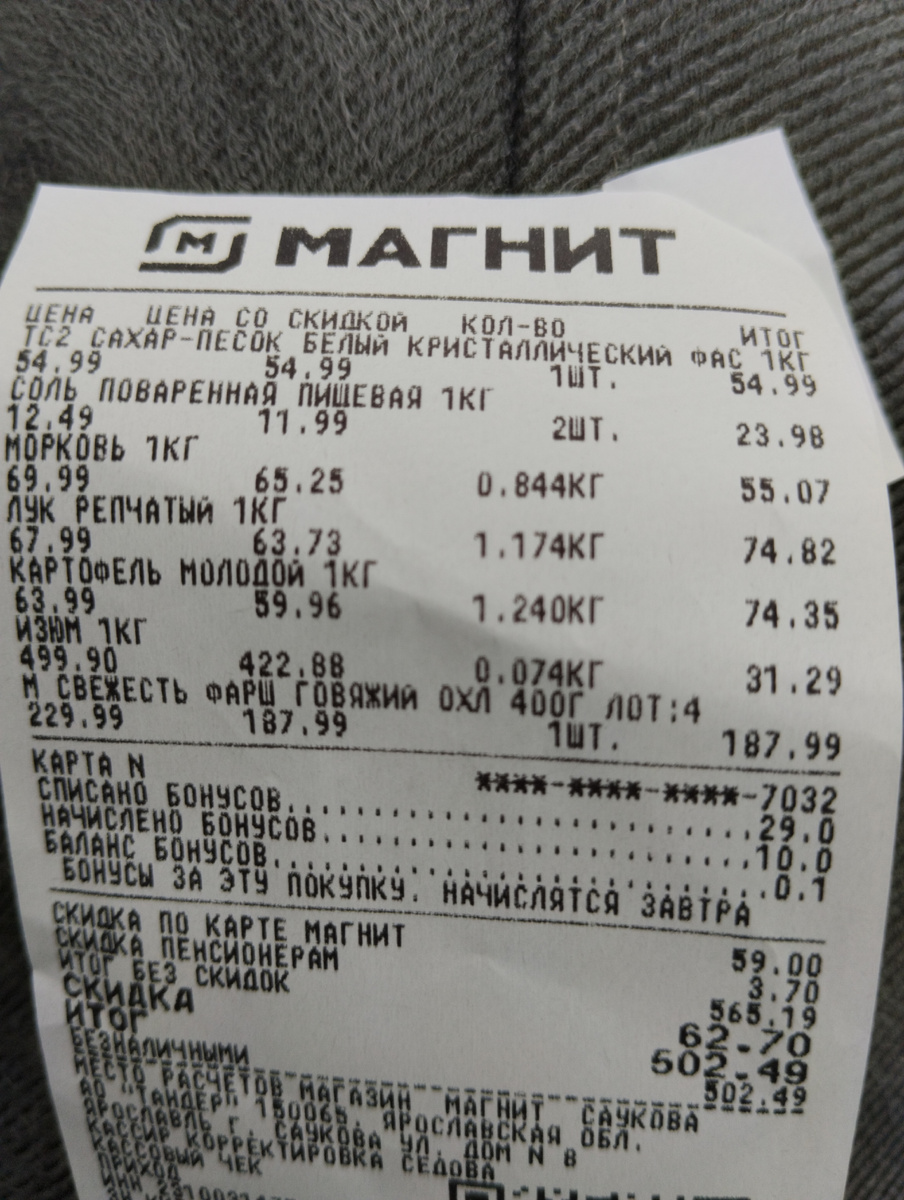 МАГНИТ
ЦЕНА ЦЕНА СО СКИДКОЙ КОЛ-ВО ИТОГ
ТС2 САХАР-ПЕСОК БЕЛЫЙ КРИСТАЛЛИЧЕСКИЙ ФАС 1КГ
54.99 54.99 1ШТ. 54.99
СОЛЬ ПОВАРЕННАЯ ПИЩЕВАЯ 1КГ
12.49 11.99 2ШТ. 23.98
МОРКОВЬ 1КГ
69.99 65.25 0.844КГ 55.07
ЛУК РЕПЧАТЫЙ 1КГ
67.99 63.73 1.174КГ 74.82
КАРТОФЕЛЬ МОЛОДОЙ 1КГ
63.99 59.96 1.240КГ 74.35
ИЗЮМ 1КГ
499.90 422.88 0.074КГ 31.29
М СВЕЖЕСТЬ ФАРШ ГОВЯЖИЙ ОХЛ 400Г ЛОТ:4
229.99 187.99 1ШТ. 187.99
КАРТА N ****-****-****-7032
СПИСАНО БОНУСОВ..............................29.0
НАЧИСЛЕНО БОНУСОВ............................10.0
БАЛАНС БОНУСОВ................................0.1
БОНУСЫ ЗА ЭТУ ПОКУПКУ. НАЧИСЛЯТСЯ ЗАВТРА
СКИДКА ПО КАРТЕ МАГНИТ 59.00
СКИДКА ПЕНСИОНЕРАМ 3.70
ИТОГ БЕЗ СКИДОК 565.19
СКИДКА 62.70
ИТОГ 502.49
БЕЗНАЛИЧНЫМИ 502.49
МЕСТО РАСЧЕТОВ МАГАЗИН МАГНИТ САУКОВА
АО "ТАНДЕР" 150065, ЯРОСЛАВСКАЯ ОБЛ.
ЯРОСЛАВЛЬ Г, САУКОВА УЛ, ДОМ N 8
КАССИР КОРРЕКТИРОВКА СЕДОВА
КАССОВЫЙ ЧЕК
ПРИХОД
ИНН